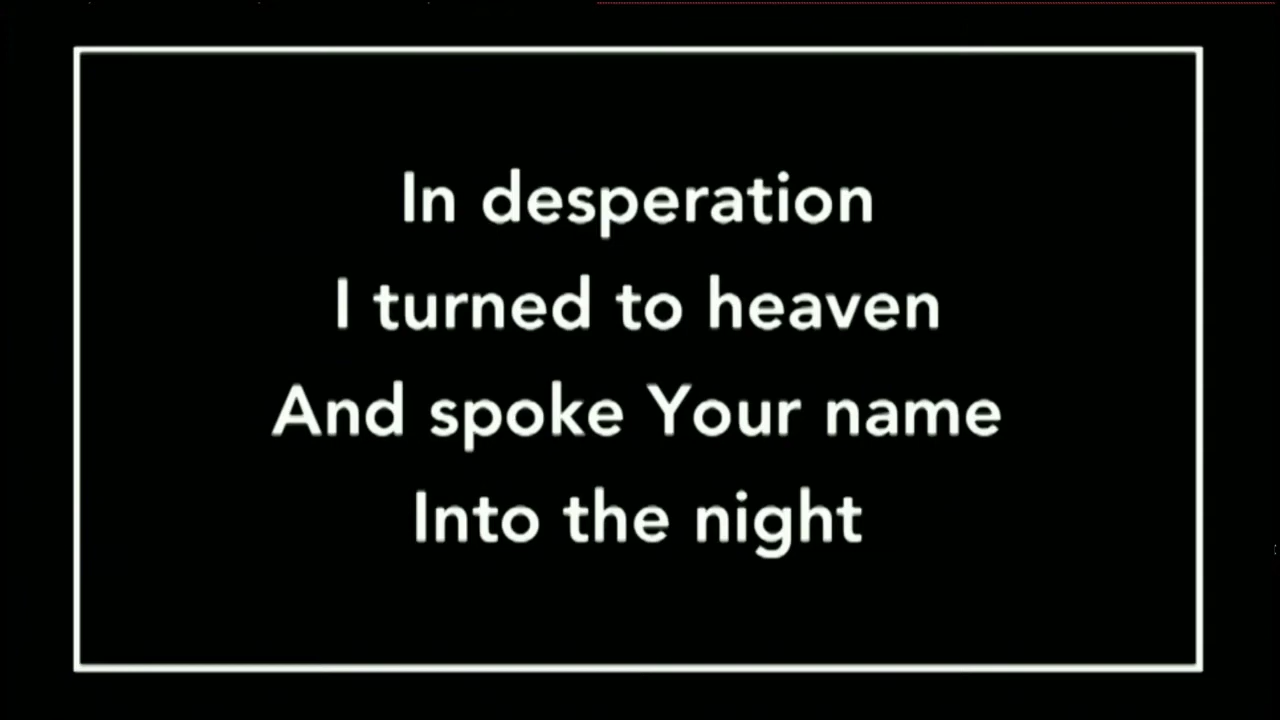 In desperation
I turned to heaven
And spoke Your name
Into the night